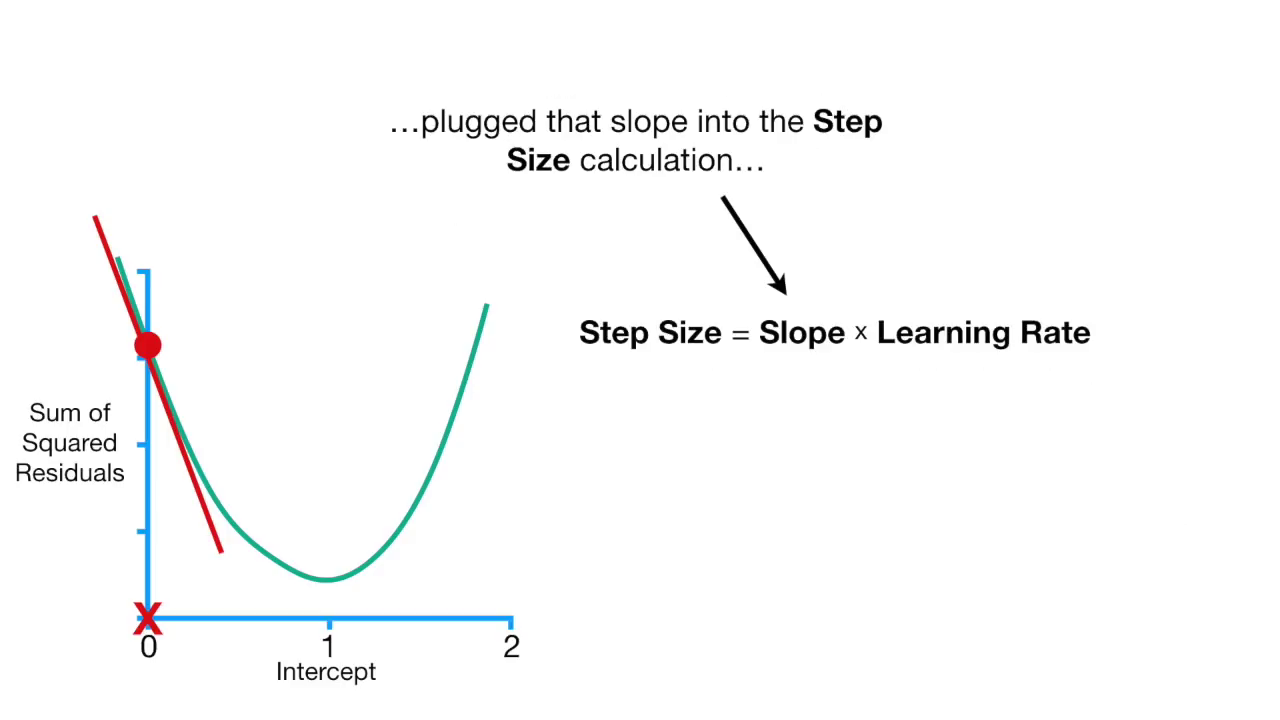 …plugged that slope into the Step
Size calculation…
Step Size = Slope x Learning Rate
Sum of
Squared
Residuals
X
0 1 2
Intercept